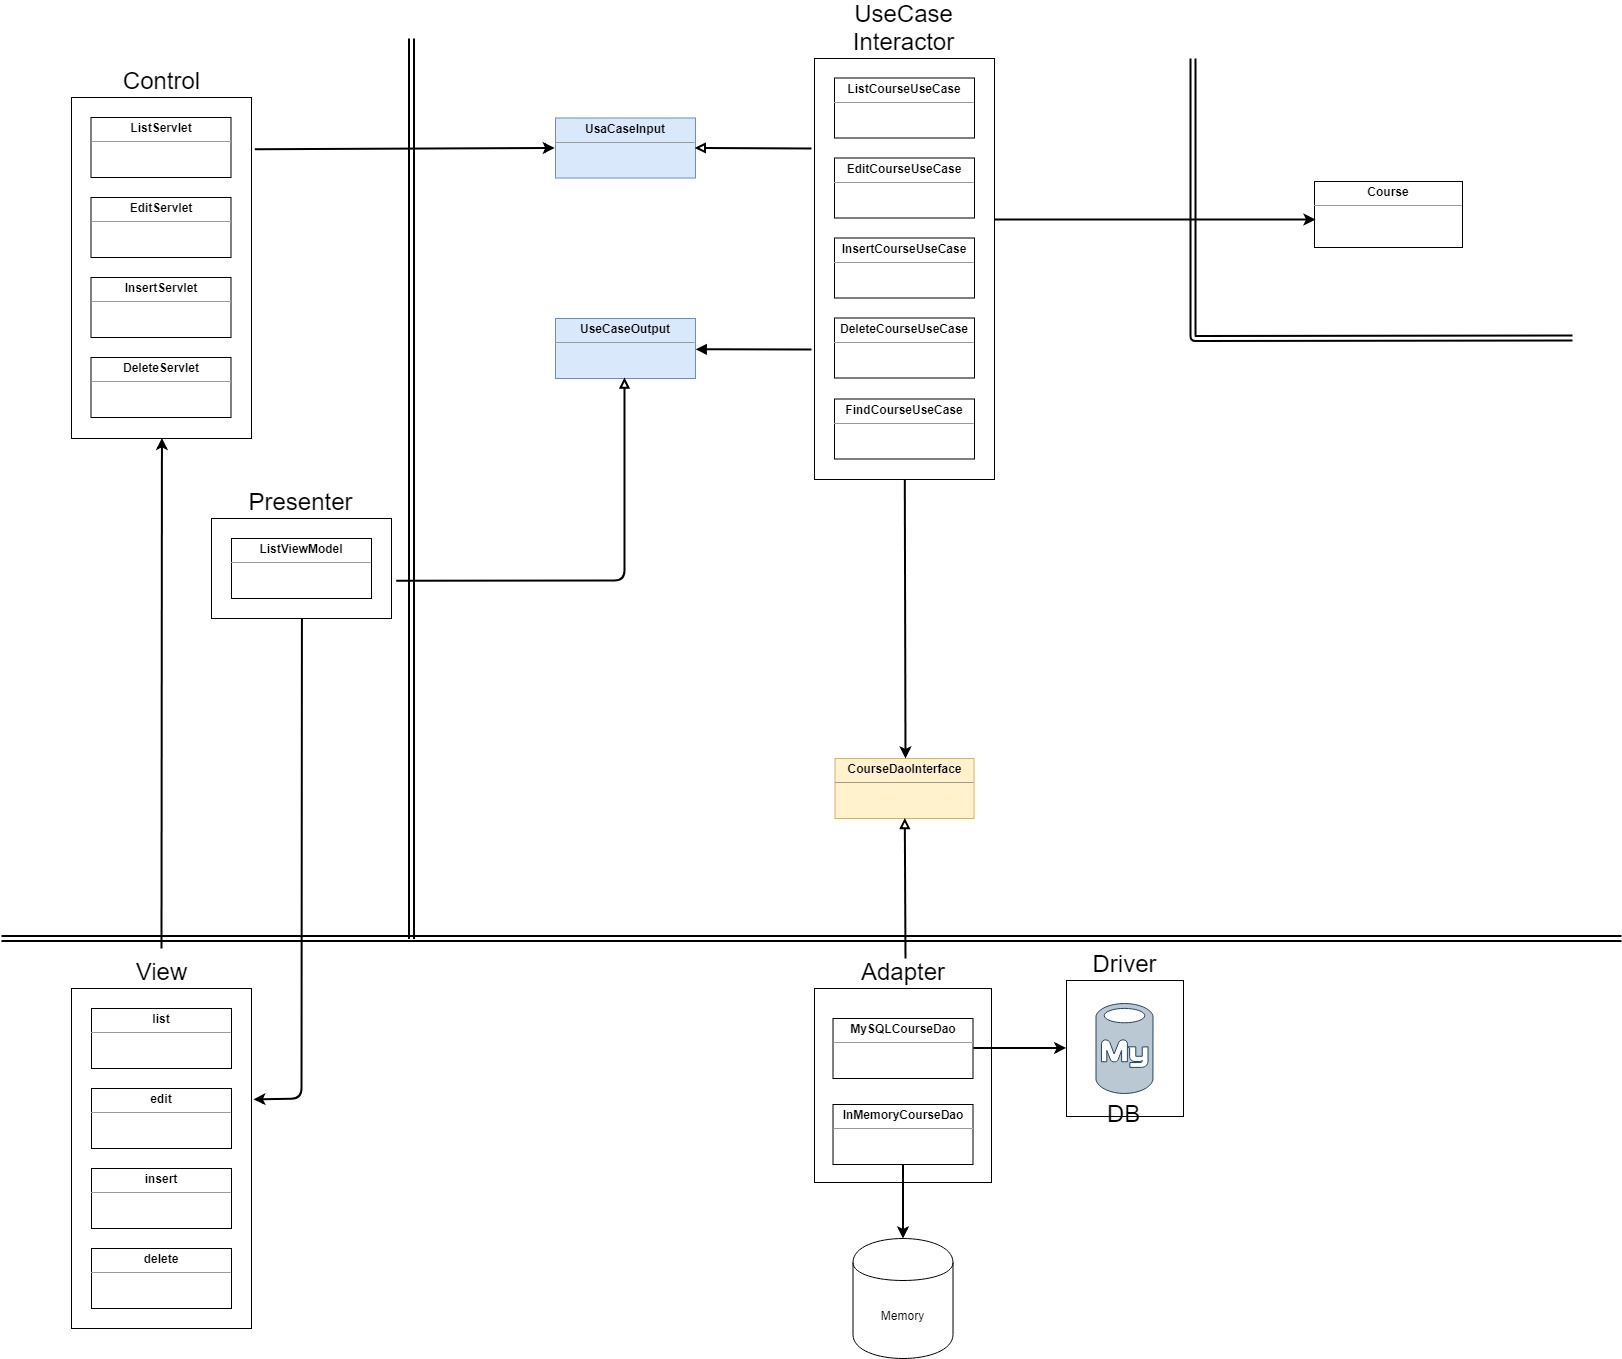 UseCase
Interactor
Control
ListServlet
EditServlet
InsertServlet
DeleteServlet
UsaCaseInput
UseCaseOutput
ListCourseUseCase
EditCourseUseCase
InsertCourseUseCase
DeleteCourseUseCase
FindCourseUseCase
Course
Presenter
ListViewModel
CourseDaoInterface
View
list
edit
insert
delete
Adapter
MySQLCourseDao
InMemoryCourseDao
Driver
My
DB
Memory